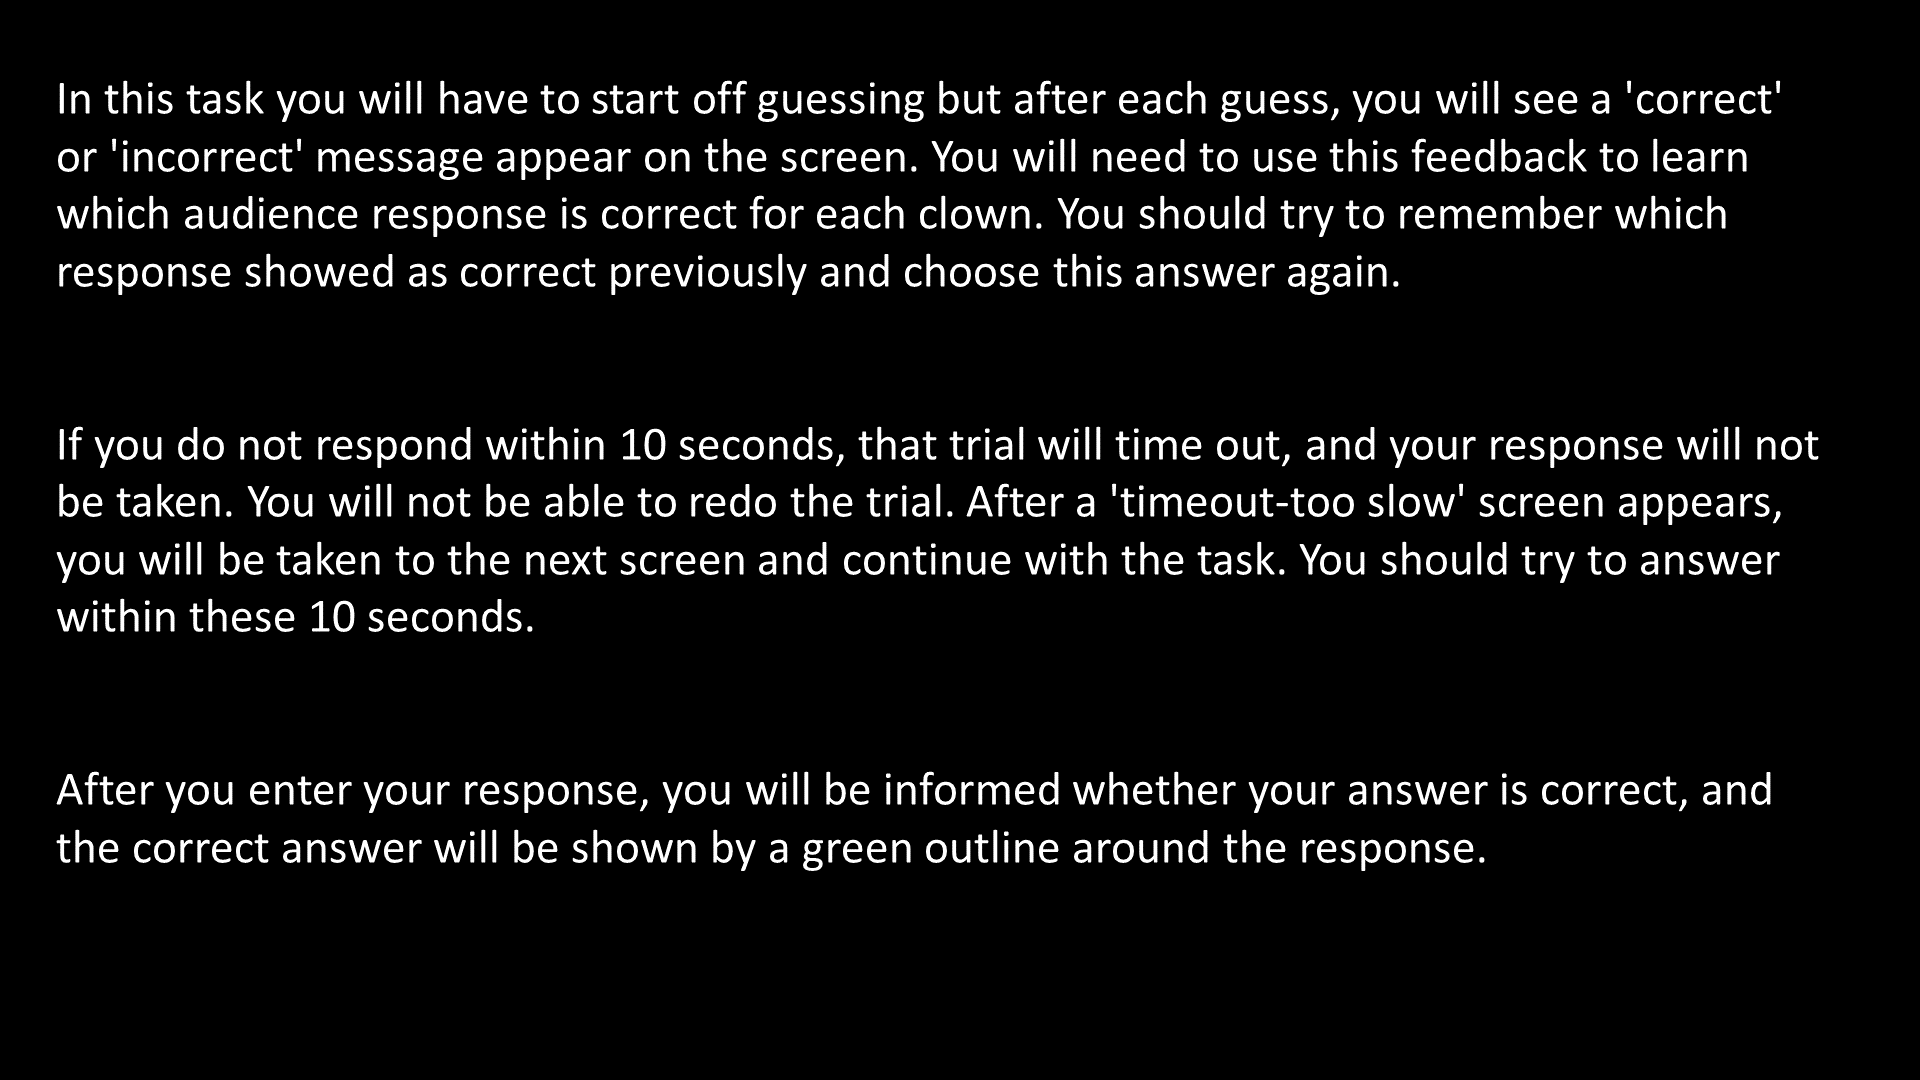 In this task you will have to start off guessing but after each guess, you will see a 'correct'
or 'incorrect' message appear on the screen. You will need to use this feedback to learn
which audience response is correct for each clown. You should try to remember which
response showed as correct previously and choose this answer again.
If you do not respond within 10 seconds, that trial will time out, and your response will not
be taken. You will not be able to redo the trial. After a 'timeout-too slow' screen appears,
you will be taken to the next screen and continue with the task. You should try to answer
within these 10 seconds.
After you enter your response, you will be informed whether your answer is correct, and
the correct answer will be shown by a green outline around the response.